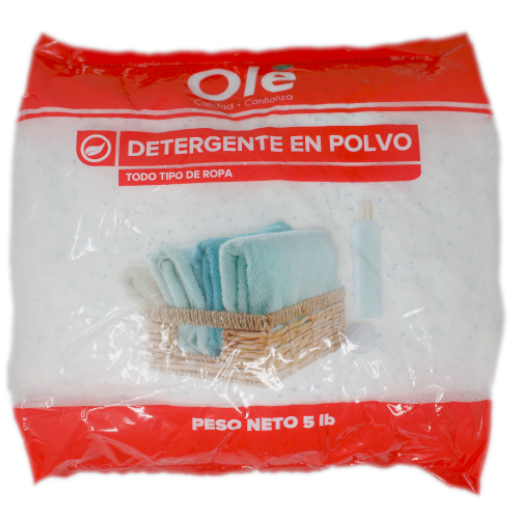 Olé
Calidad · Confianza
DETERGENTE EN POLVO
TODO TIPO DE ROPA
PESO NETO 5 lb